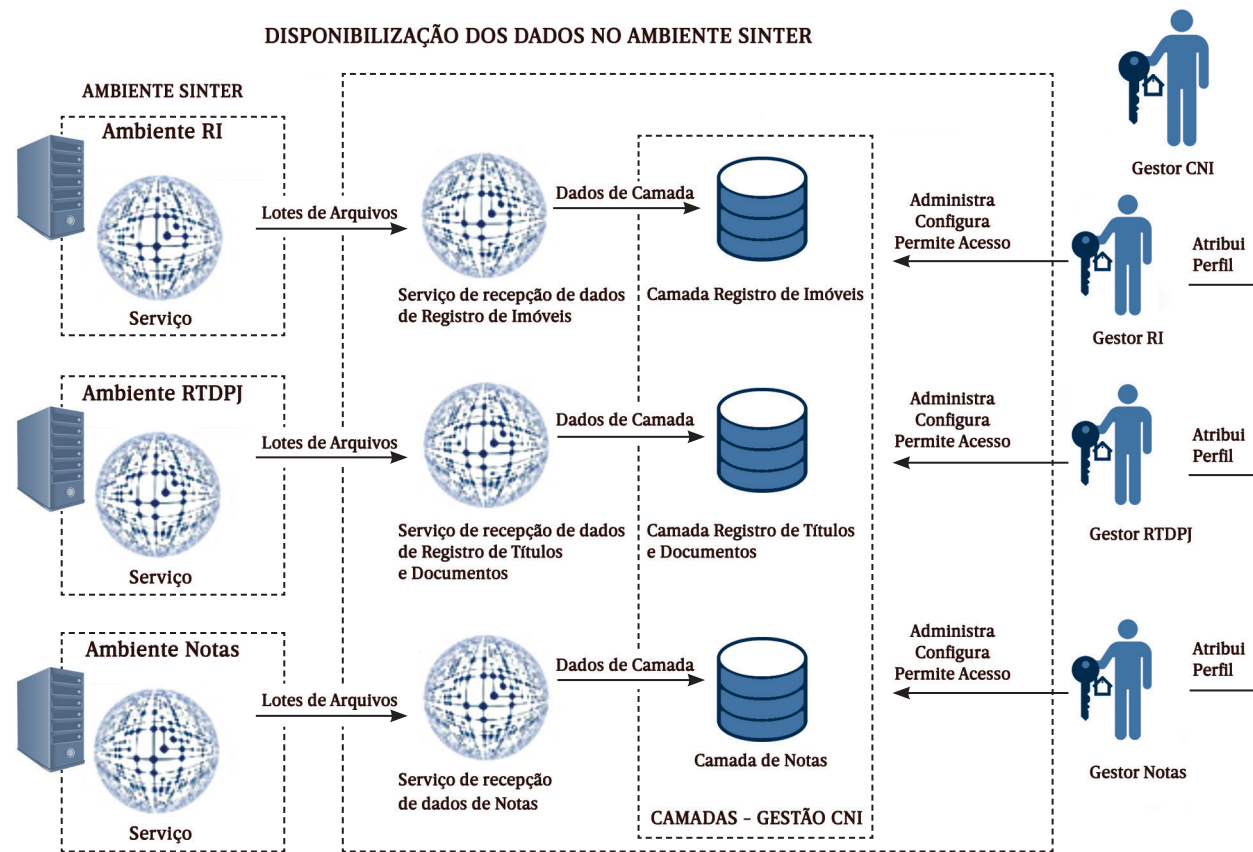 DISPONIBILIZAÇÃO DOS DADOS NO AMBIENTE SINTER
AMBIENTE SINTER
Ambiente RI
Serviço
Lotes de Arquivos
Serviço de recepção de dados
de Registro de Imóveis
Dados de Camada
Camada Registro de Imóveis
Administra
Configura
Permite Acesso
Gestor CNI
Gestor RI
Atribui
Perfil
Ambiente RTDPJ
Serviço
Lotes de Arquivos
Serviço de recepção de dados
de Registro de Títulos
e Documentos
Dados de Camada
Camada Registro de Títulos
e Documentos
Administra
Configura
Permite Acesso
Gestor RTDPJ
Atribui
Perfil
Ambiente Notas
Serviço
Lotes de Arquivos
Serviço de recepção
de dados de Notas
Dados de Camada
Camada de Notas
Administra
Configura
Permite Acesso
Gestor Notas
Atribui
Perfil
CAMADAS - GESTÃO CNI